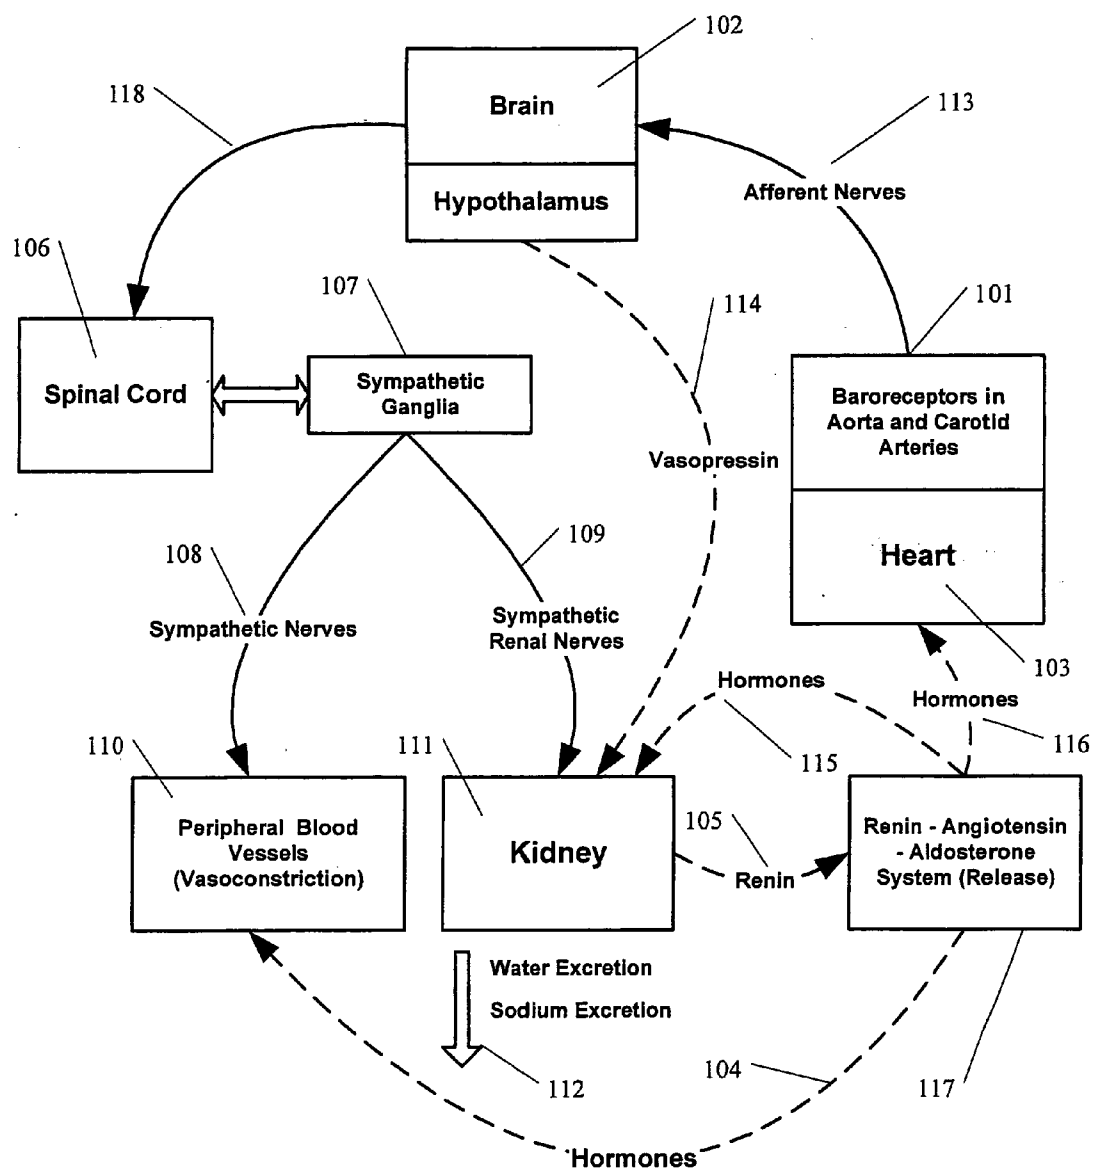 102
118
Brain
113
Afferent Nerves
Hypothalamus
106
107
114
101
Spinal Cord
Sympathetic
Ganglia
Baroreceptors in
Aorta and Carotid
Arteries
Vasopressin
108
109
Heart
Sympathetic Nerves
Sympathetic
Renal Nerves
103
Hormones
Hormones
110
111
115
116
Peripheral Blood
Vessels
(Vasoconstriction)
Kidney
105
Renin
Renin - Angiotensin
- Aldosterone
System (Release)
Water Excretion
Sodium Excretion
112
104
117
Hormones